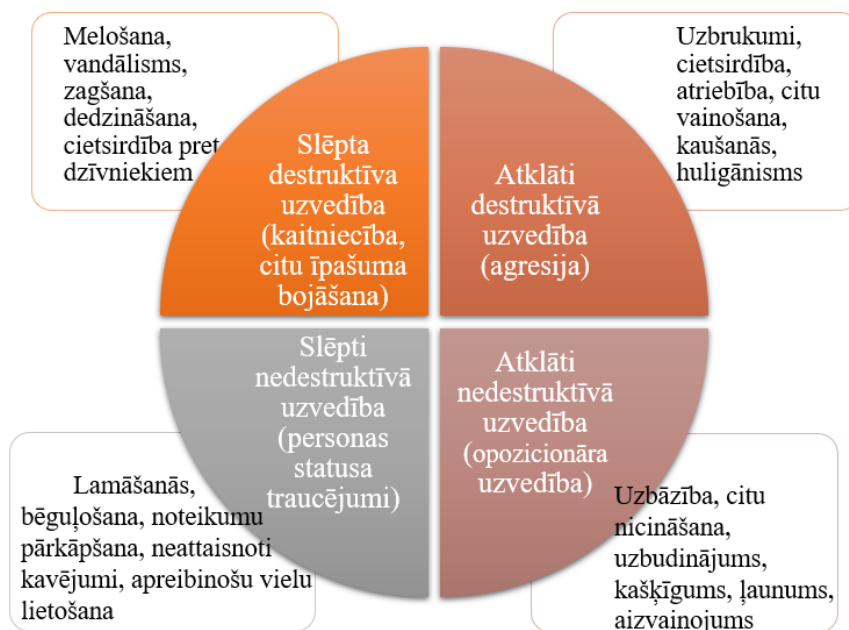 Melošana,
vandālisms,
zagšana,
dedzināšana,
cietsirdība pret
dzīvniekiem
Slēpta
destruktīva
uzvedība
(kaitniecība,
citu īpašuma
bojāšana)
Atklāti
destruktīvā
uzvedība
(agresija)
Uzbrukumi,
cietsirdība,
atriebība, citu
vainošana,
kaušanās,
huligānisms
Lamāšanās,
bēguļošana, noteikumu
pārkāpšana, neattaisnoti
kavējumi, apreibinošu vielu
lietošana
Slēpti
nedestruktīvā
uzvedība
(personas
statusa
traucējumi)
Atklāti
nedestruktīvā
uzvedība
(opozicionāra
uzvedība)
Uzbāzība, citu
nicināšana,
uzbudinājums,
kašķīgums, ļaunums,
aizvainojums